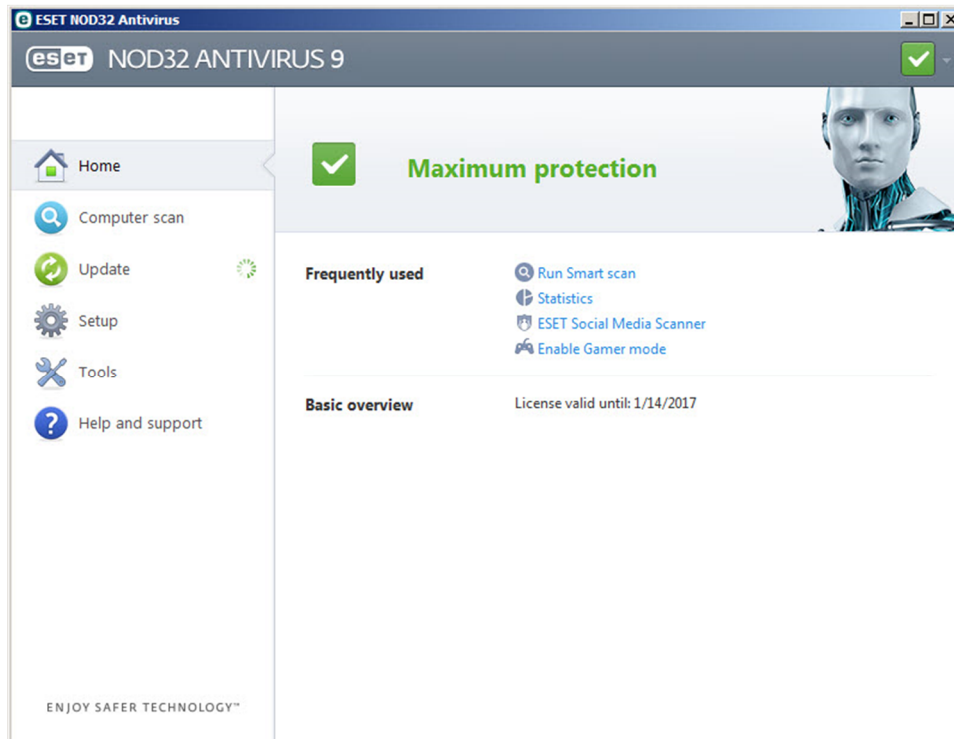 ESET NOD32 Antivirus
eset NOD32 ANTIVIRUS 9
Home
Computer scan
Update
Setup
Tools
Help and support
ENJOY SAFER TECHNOLOGY™
Maximum protection
Frequently used
Run Smart scan
Statistics
ESET Social Media Scanner
Enable Gamer mode
Basic overview
License valid until: 1/14/2017